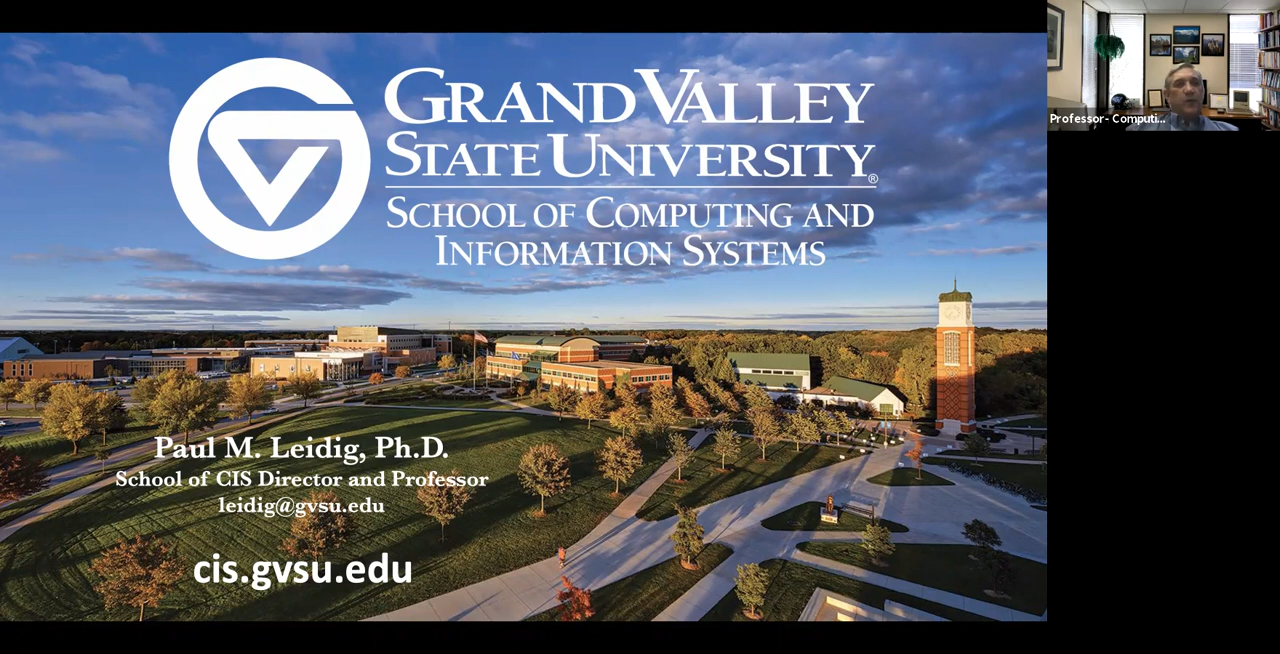 GRAND VALLEY
STATE UNIVERSITY®
SCHOOL OF COMPUTING AND
INFORMATION SYSTEMS
Paul M. Leidig, Ph.D.
School of CIS Director and Professor
leidig@gvsu.edu
cis.gvsu.edu
Professor- Computi...